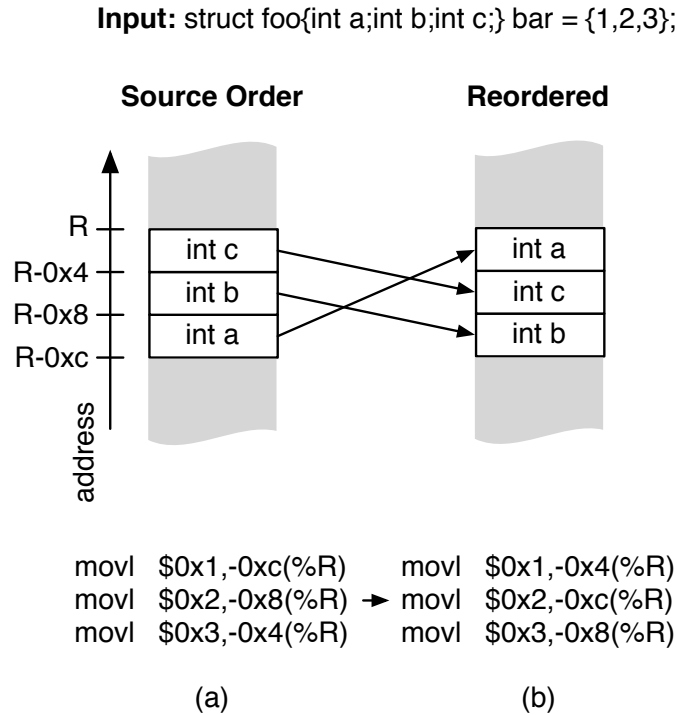 Input: struct foo{int a;int b;int c;} bar = {1,2,3};
Source Order
Reordered
R
R-0x4
R-0x8
R-0xc
address
int c
int b
int a
int a
int c
int b
movl $0x1,-0xc(%R)
movl $0x2,-0x8(%R)
movl $0x3,-0x4(%R)
movl $0x1,-0x4(%R)
movl $0x2,-0xc(%R)
movl $0x3,-0x8(%R)
(a)
(b)